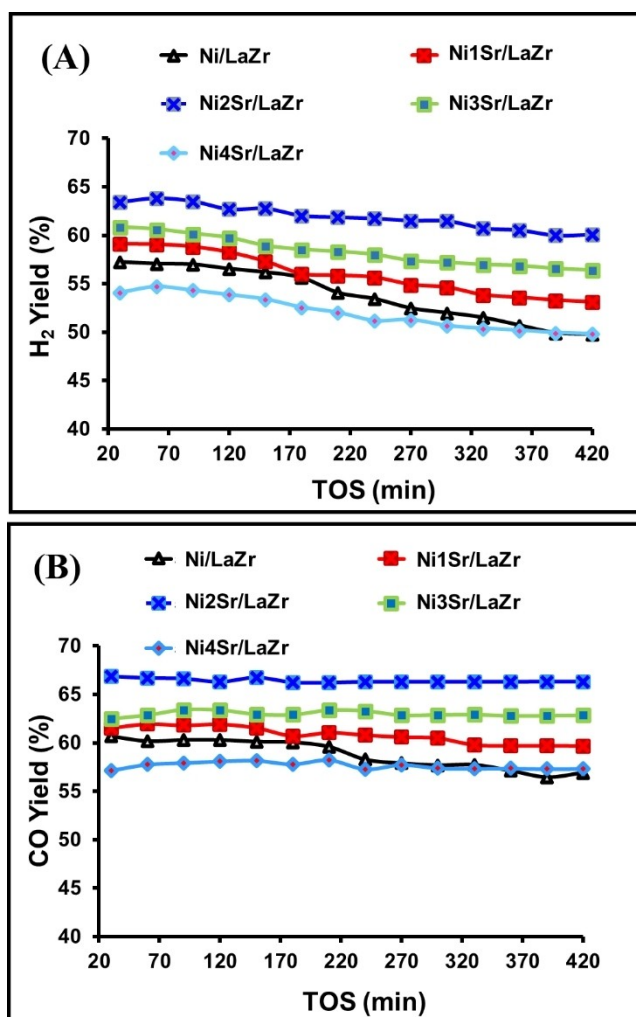 (A)
Ni/LaZr
Ni1Sr/LaZr
Ni2Sr/LaZr
Ni3Sr/LaZr
Ni4Sr/LaZr
70
65
60
55
50
45
40
H2 Yield (%)
20 70 120 170 220 270 320 370 420
TOS (min)
(B)
Ni/LaZr
Ni1Sr/LaZr
Ni2Sr/LaZr
Ni3Sr/LaZr
Ni4Sr/LaZr
70
65
60
55
50
45
40
CO Yield (%)
20 70 120 170 220 270 320 370 420
TOS (min)